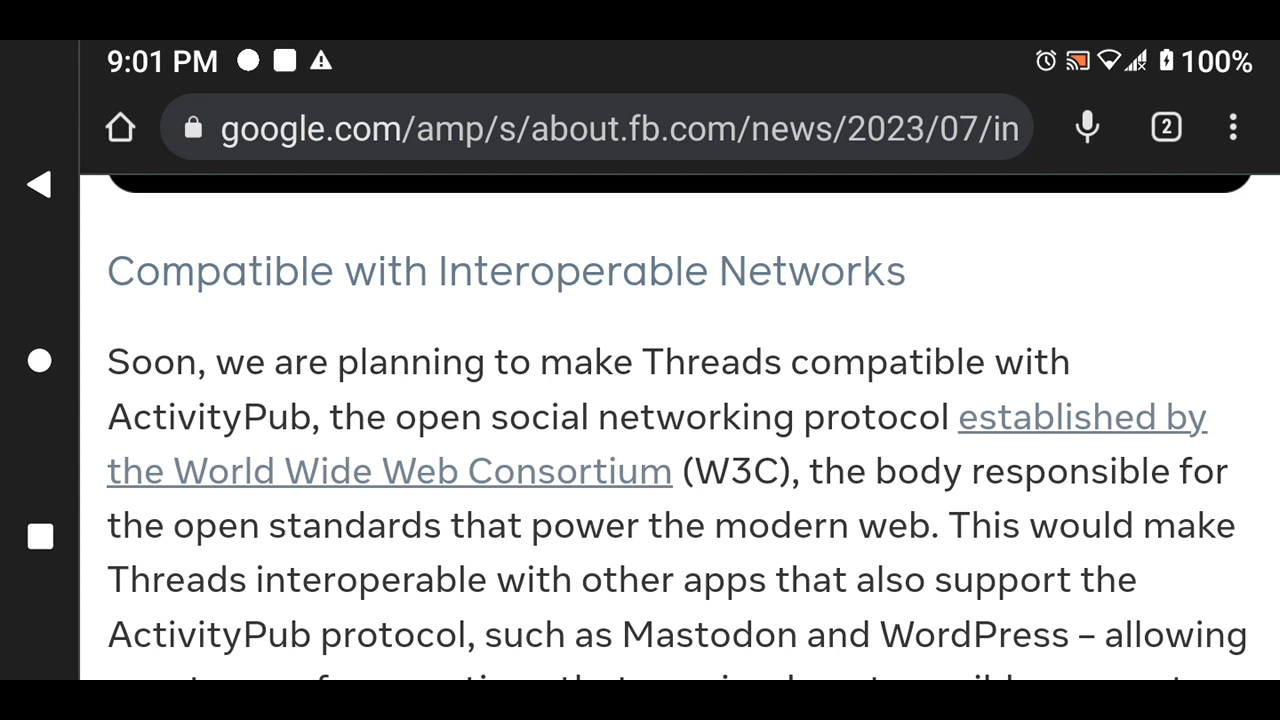 9:01 PM 100%
google.com/amp/s/about.fb.com/news/2023/07/in 2
Compatible with Interoperable Networks
Soon, we are planning to make Threads compatible with
ActivityPub, the open social networking protocol established by
the World Wide Web Consortium (W3C), the body responsible for
the open standards that power the modern web. This would make
Threads interoperable with other apps that also support the
ActivityPub protocol, such as Mastodon and WordPress – allowing